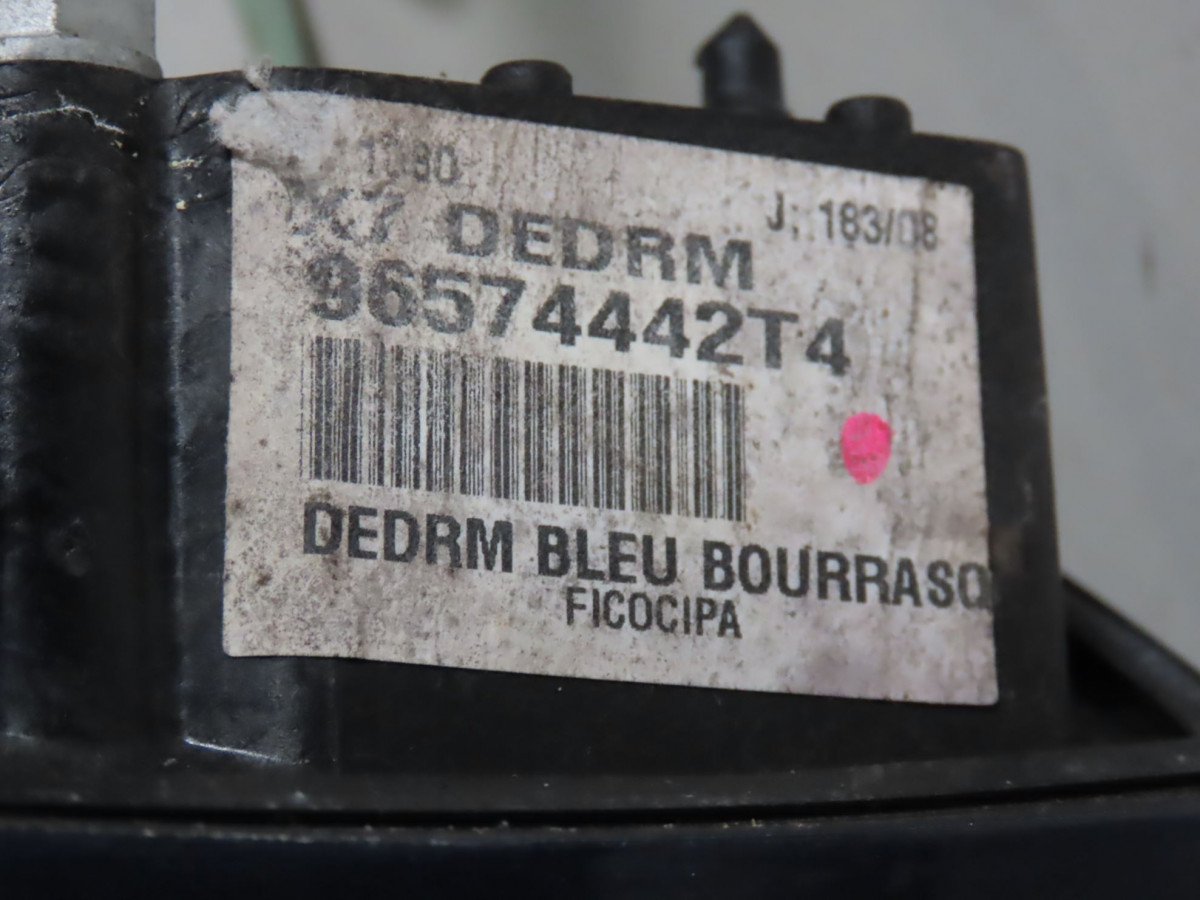 J; 183/08
X7 DEDRM
96574442T4
DEDRM BLEU BOURRASQ
FICOCIPA